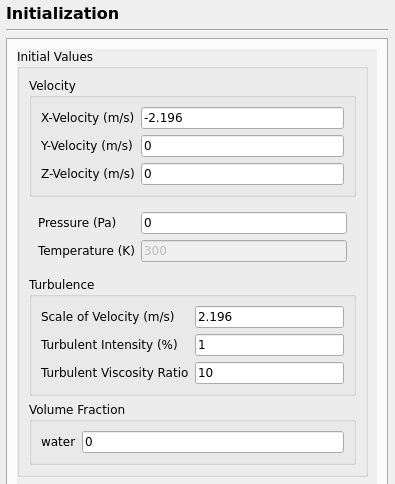 Initialization
Initial Values
Velocity
X-Velocity (m/s) -2.196
Y-Velocity (m/s) 0
Z-Velocity (m/s) 0
Pressure (Pa) 0
Temperature (K) 300
Turbulence
Scale of Velocity (m/s) 2.196
Turbulent Intensity (%) 1
Turbulent Viscosity Ratio 10
Volume Fraction
water 0